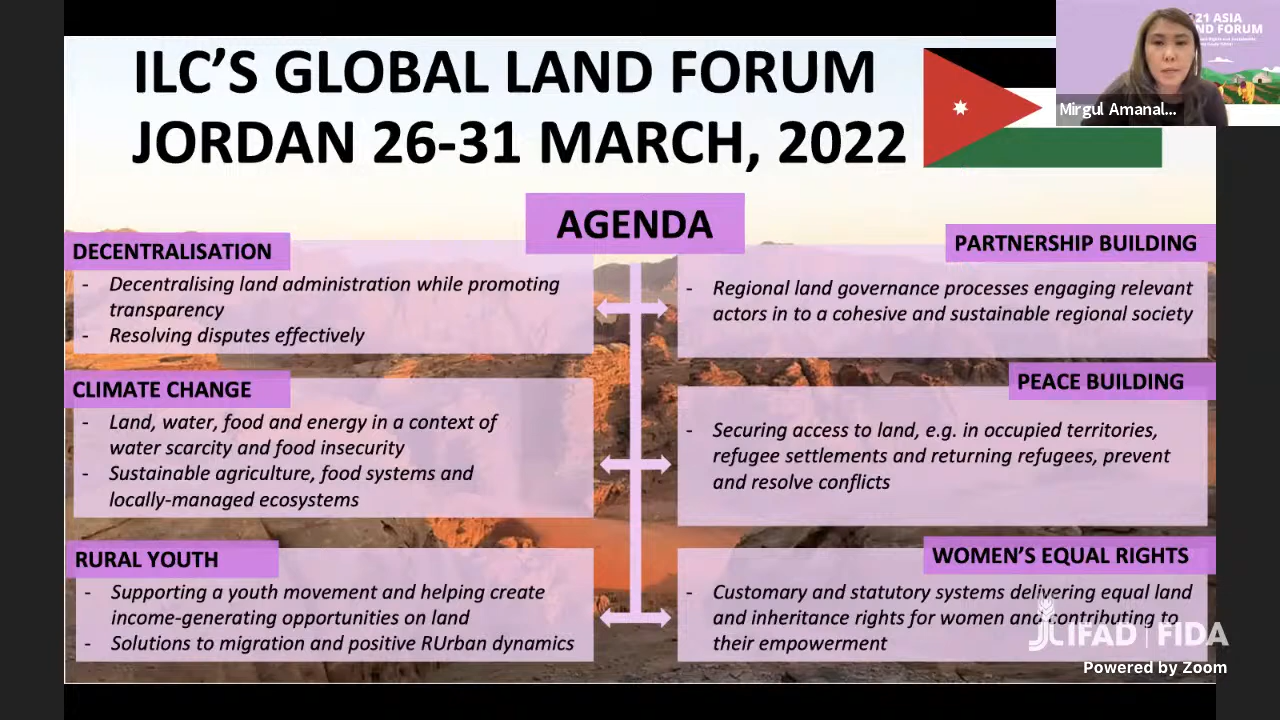 ILC'S GLOBAL LAND FORUM
JORDAN 26-31 MARCH, 2022
21 ASIA
ND FORUM
Mirgul Amanal...
AGENDA
DECENTRALISATION
- Decentralising land administration while promoting
transparency
- Resolving disputes effectively
PARTNERSHIP BUILDING
- Regional land governance processes engaging relevant
actors in to a cohesive and sustainable regional society
CLIMATE CHANGE
- Land, water, food and energy in a context of
water scarcity and food insecurity
- Sustainable agriculture, food systems and
locally-managed ecosystems
PEACE BUILDING
- Securing access to land, e.g. in occupied territories,
refugee settlements and returning refugees, prevent
and resolve conflicts
RURAL YOUTH
- Supporting a youth movement and helping create
income-generating opportunities on land
- Solutions to migration and positive RUrban dynamics
WOMEN'S EQUAL RIGHTS
- Customary and statutory systems delivering equal land
and inheritance rights for women and contributing to
their empowerment
JLIFAD | FIDA
Powered by Zoom